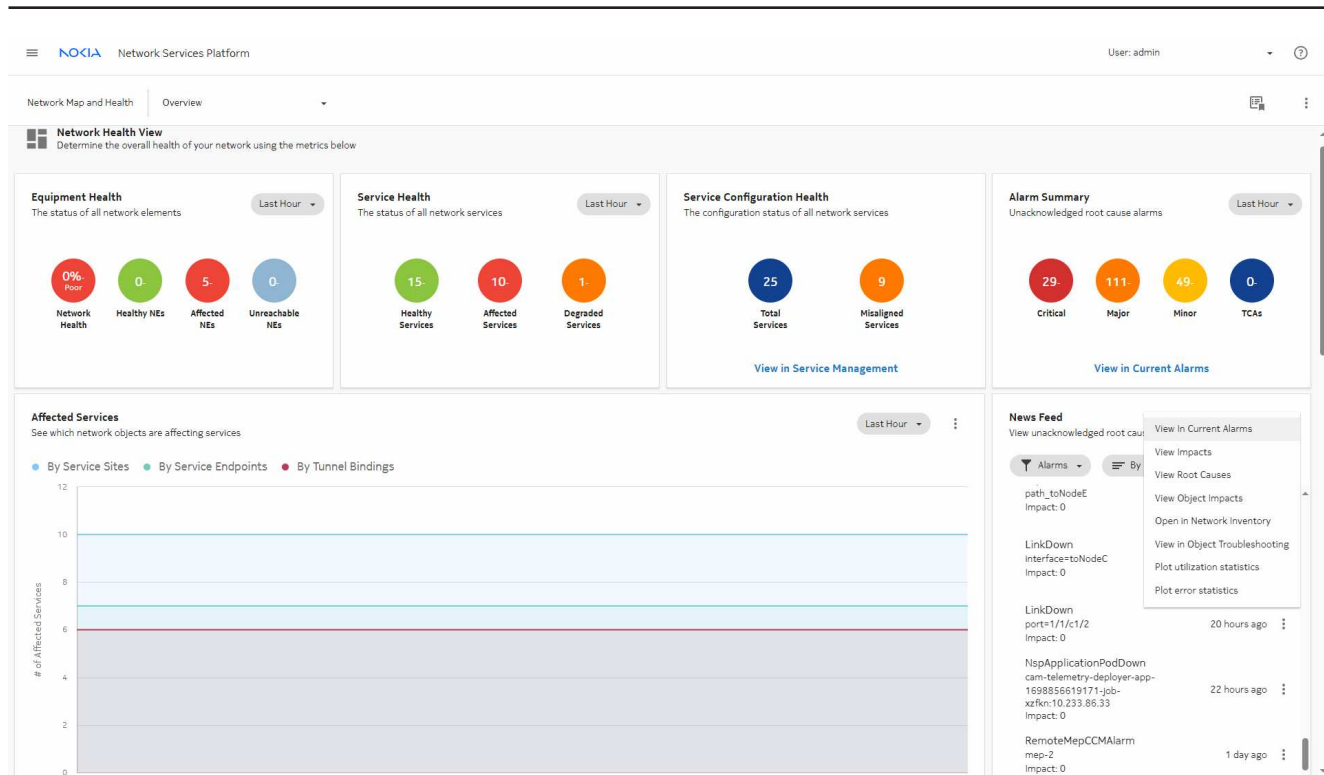 NOKIA Network Services Platform
User: admin
?
Network Map and Health
Overview
Network Health View
Determine the overall health of your network using the metrics below
Equipment Health
The status of all network elements
Last Hour
0%-
Poor
0-
5-
0-
Network
Health
Healthy NEs
Affected
NEs
Unreachable
NEs
Service Health
The status of all network services
Last Hour
15-
10-
1-
Healthy
Services
Affected
Services
Degraded
Services
Service Configuration Health
The configuration status of all network services
25
9
Total
Services
Misaligned
Services
View in Service Management
Alarm Summary
Unacknowledged root cause alarms
Last Hour
29-
111-
49-
0-
Critical
Major
Minor
TCAs
View in Current Alarms
Affected Services
See which network objects are affecting services
Last Hour
By Service Sites
By Service Endpoints
By Tunnel Bindings
# of Affected Services
12
10
8
6
4
2
0
News Feed
View unacknowledged root cau
Alarms
By
path_toNodeE
Impact: 0
LinkDown
interface=toNodeC
Impact: 0
LinkDown
port=1/1/c1/2
Impact: 0
20 hours ago
NspApplicationPodDown
cam-telemetry-deployer-app-
1698856619171-job-
xzfkn:10.233.86.33
Impact: 0
22 hours ago
RemoteMepCCMAlarm
mep-2
Impact: 0
1 day ago
View In Current Alarms
View Impacts
View Root Causes
View Object Impacts
Open in Network Inventory
View in Object Troubleshooting
Plot utilization statistics
Plot error statistics